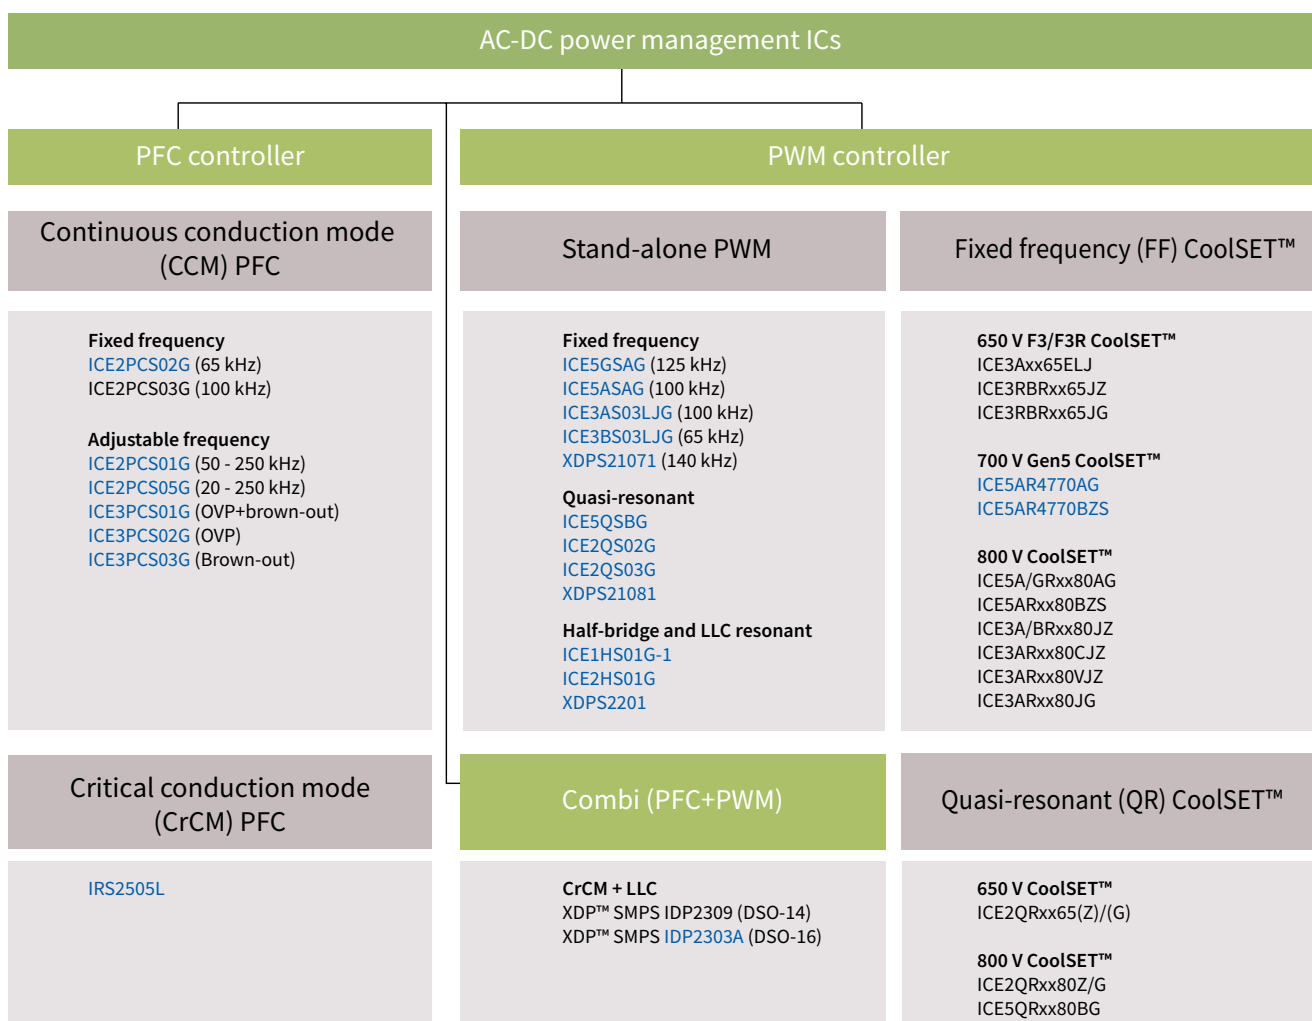 AC-DC power management ICs
PFC controller
PWM controller
Continuous conduction mode
(CCM) PFC
Fixed frequency
ICE2PCS02G (65 kHz)
ICE2PCS03G (100 kHz)
Adjustable frequency
ICE2PCS01G (50 - 250 kHz)
ICE2PCS05G (20 - 250 kHz)
ICE3PCS01G (OVP+brown-out)
ICE3PCS02G (OVP)
ICE3PCS03G (Brown-out)
Stand-alone PWM
Fixed frequency
ICE5GSAG (125 kHz)
ICE5ASAG (100 kHz)
ICE3AS03LJG (100 kHz)
ICE3BS03LJG (65 kHz)
XDPS21071 (140 kHz)
Quasi-resonant
ICE5QSBG
ICE2QS02G
ICE2QS03G
XDPS21081
Half-bridge and LLC resonant
ICE1HS01G-1
ICE2HS01G
XDPS2201
Fixed frequency (FF) CoolSET™
650 V F3/F3R CoolSET™
ICE3Axx65ELJ
ICE3RBRxx65JZ
ICE3RBRxx65JG
700 V Gen5 CoolSET™
ICE5AR4770AG
ICE5AR4770BZS
800 V CoolSET™
ICE5A/GRxx80AG
ICE5ARxx80BZS
ICE3A/BRxx80JZ
ICE3ARxx80CJZ
ICE3ARxx80VJZ
ICE3ARxx80JG
Critical conduction mode
(CrCM) PFC
IRS2505L
Combi (PFC+PWM)
CrCM + LLC
XDP™ SMPS IDP2309 (DSO-14)
XDP™ SMPS IDP2303A (DSO-16)
Quasi-resonant (QR) CoolSET™
650 V CoolSET™
ICE2QRxx65(Z)/(G)
800 V CoolSET™
ICE2QRxx80Z/G
ICE5QRxx80BG